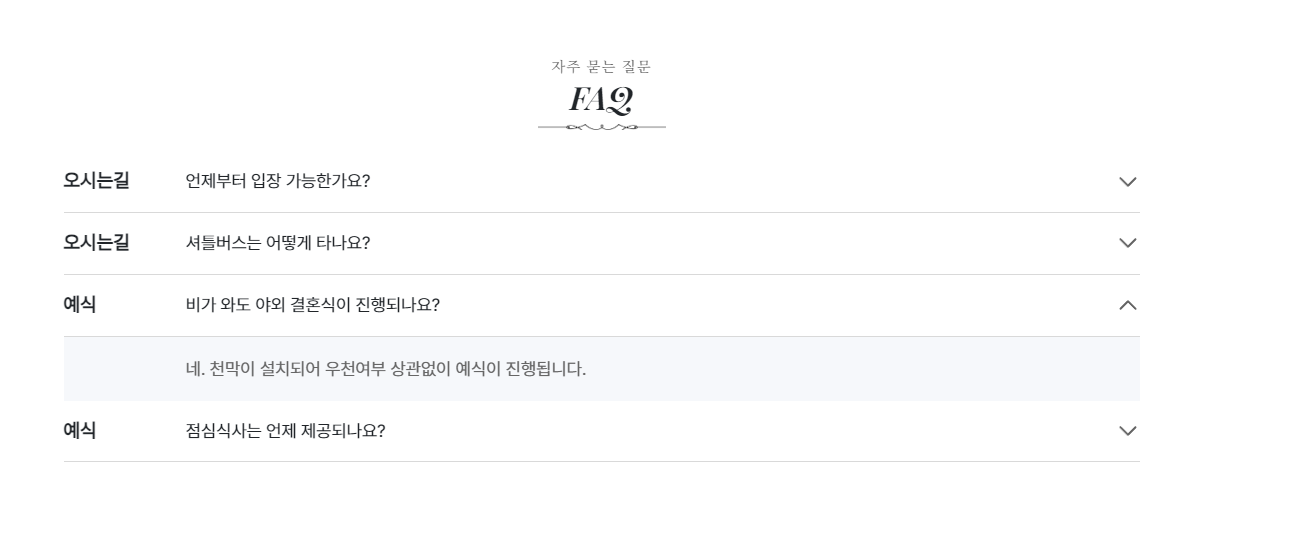 자주 묻는 질문
FAQ
오시는길 언제부터 입장 가능한가요?
오시는길 셔틀버스는 어떻게 타나요?
예식 비가 와도 야외 결혼식이 진행되나요?
네. 천막이 설치되어 우천여부 상관없이 예식이 진행됩니다.
예식 점심식사는 언제 제공되나요?